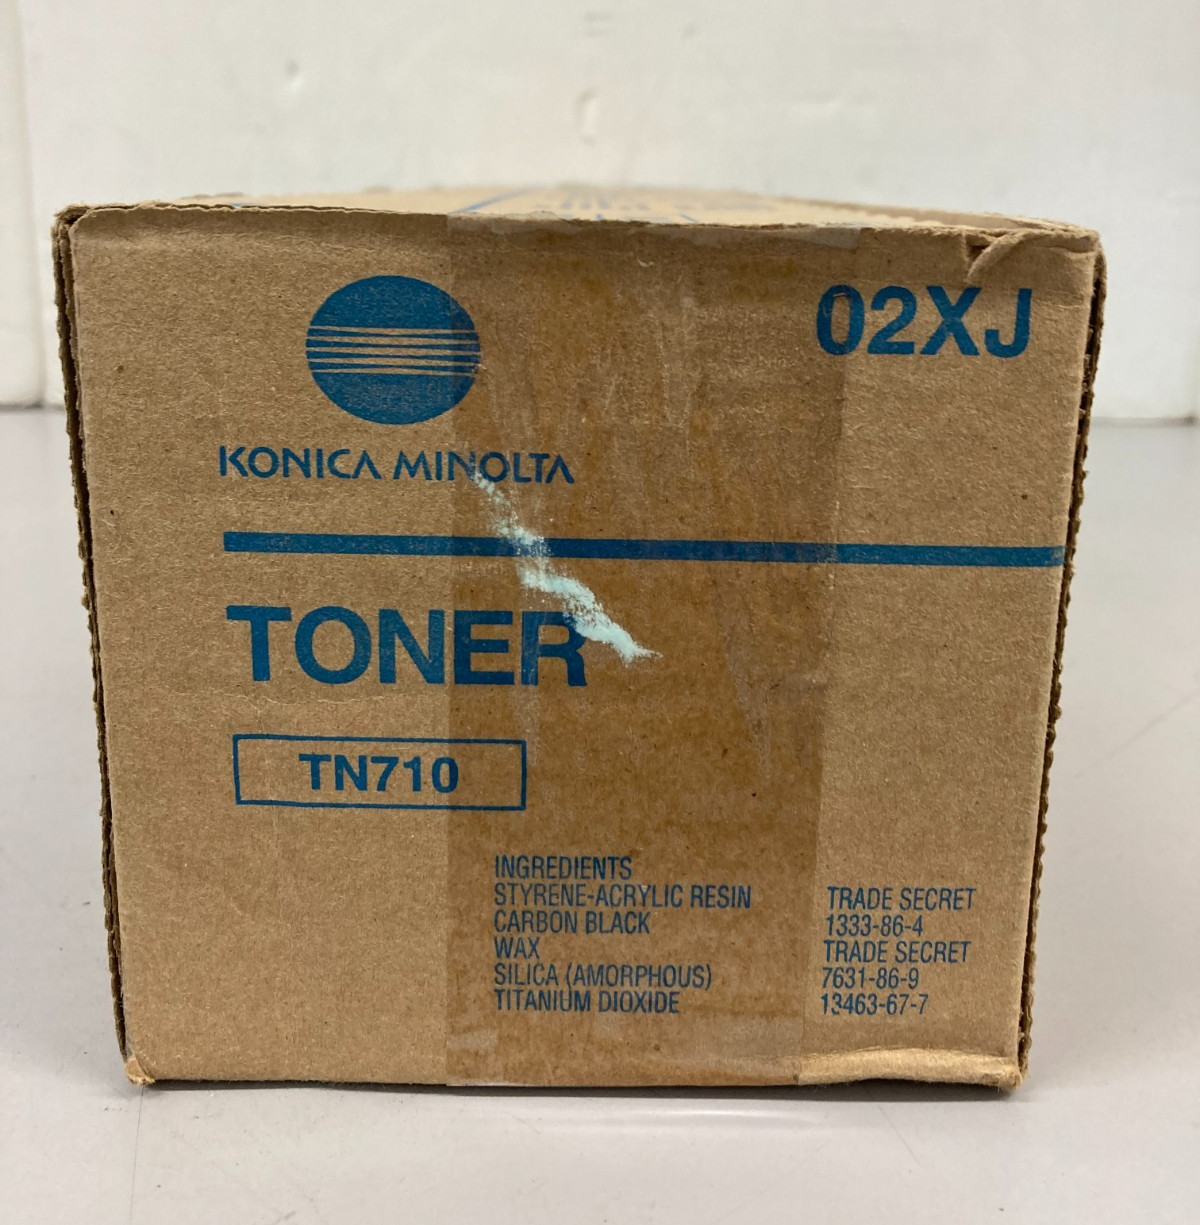 02XJ
KONICA MINOLTA
TONER
TN710
INGREDIENTS
STYRENE-ACRYLIC RESIN TRADE SECRET
CARBON BLACK 1333-86-4
WAX TRADE SECRET
SILICA (AMORPHOUS) 7631-86-9
TITANIUM DIOXIDE 13463-67-7